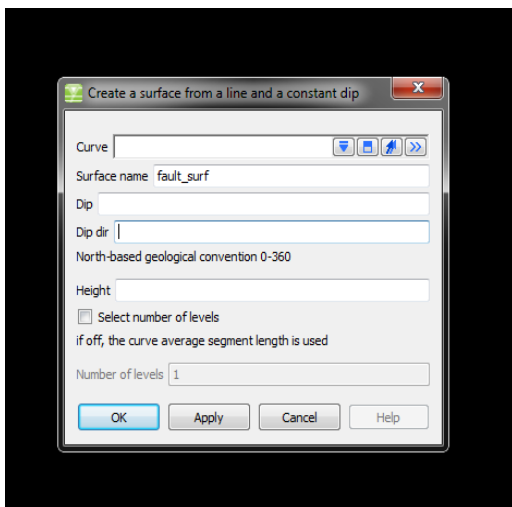 Create a surface from a line and a constant dip
Curve
Surface name fault_surf
Dip
Dip dir
North-based geological convention 0-360
Height
Select number of levels
if off, the curve average segment length is used
Number of levels 1
OK Apply Cancel Help